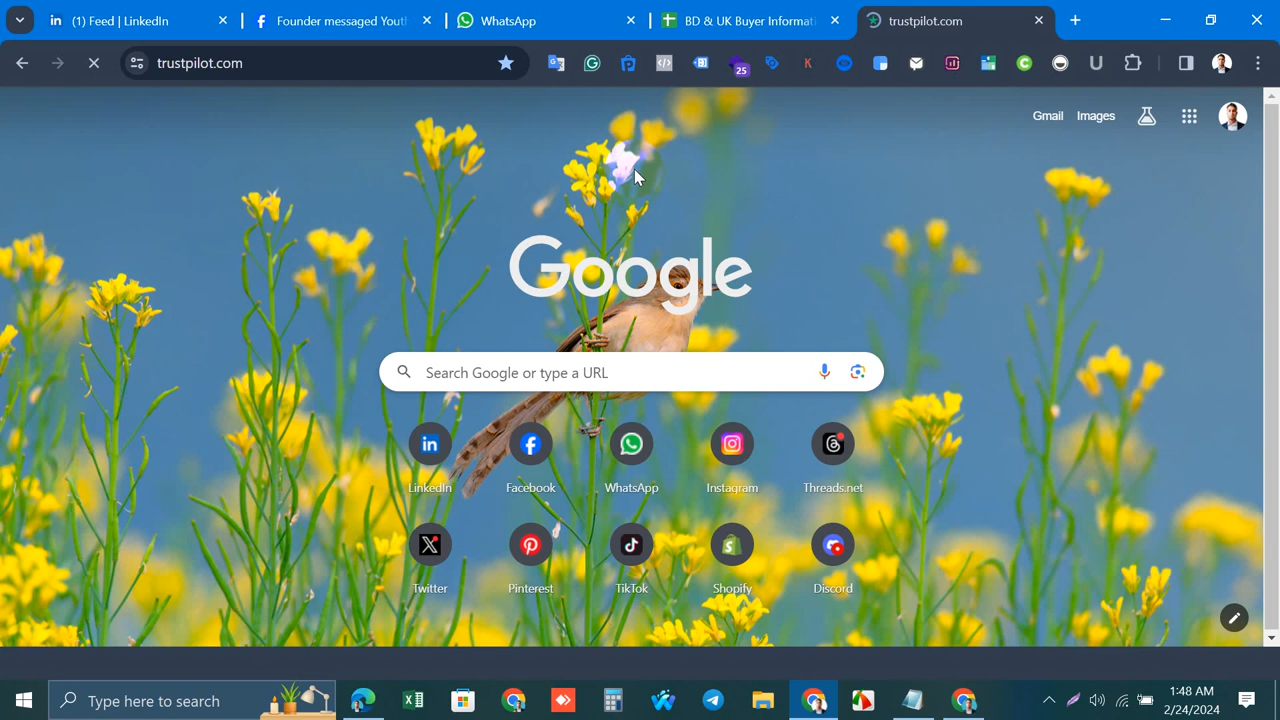 (1) Feed | LinkedIn
Founder messaged Yout
WhatsApp
BD & UK Buyer Informati
trustpilot.com
trustpilot.com
25
Gmail
Images
Google
Search Google or type a URL
LinkedIn
Facebook
WhatsApp
Instagram
Threads.net
Twitter
Pinterest
TikTok
Shopify
Discord
Type here to search
1:48 AM
2/24/2024